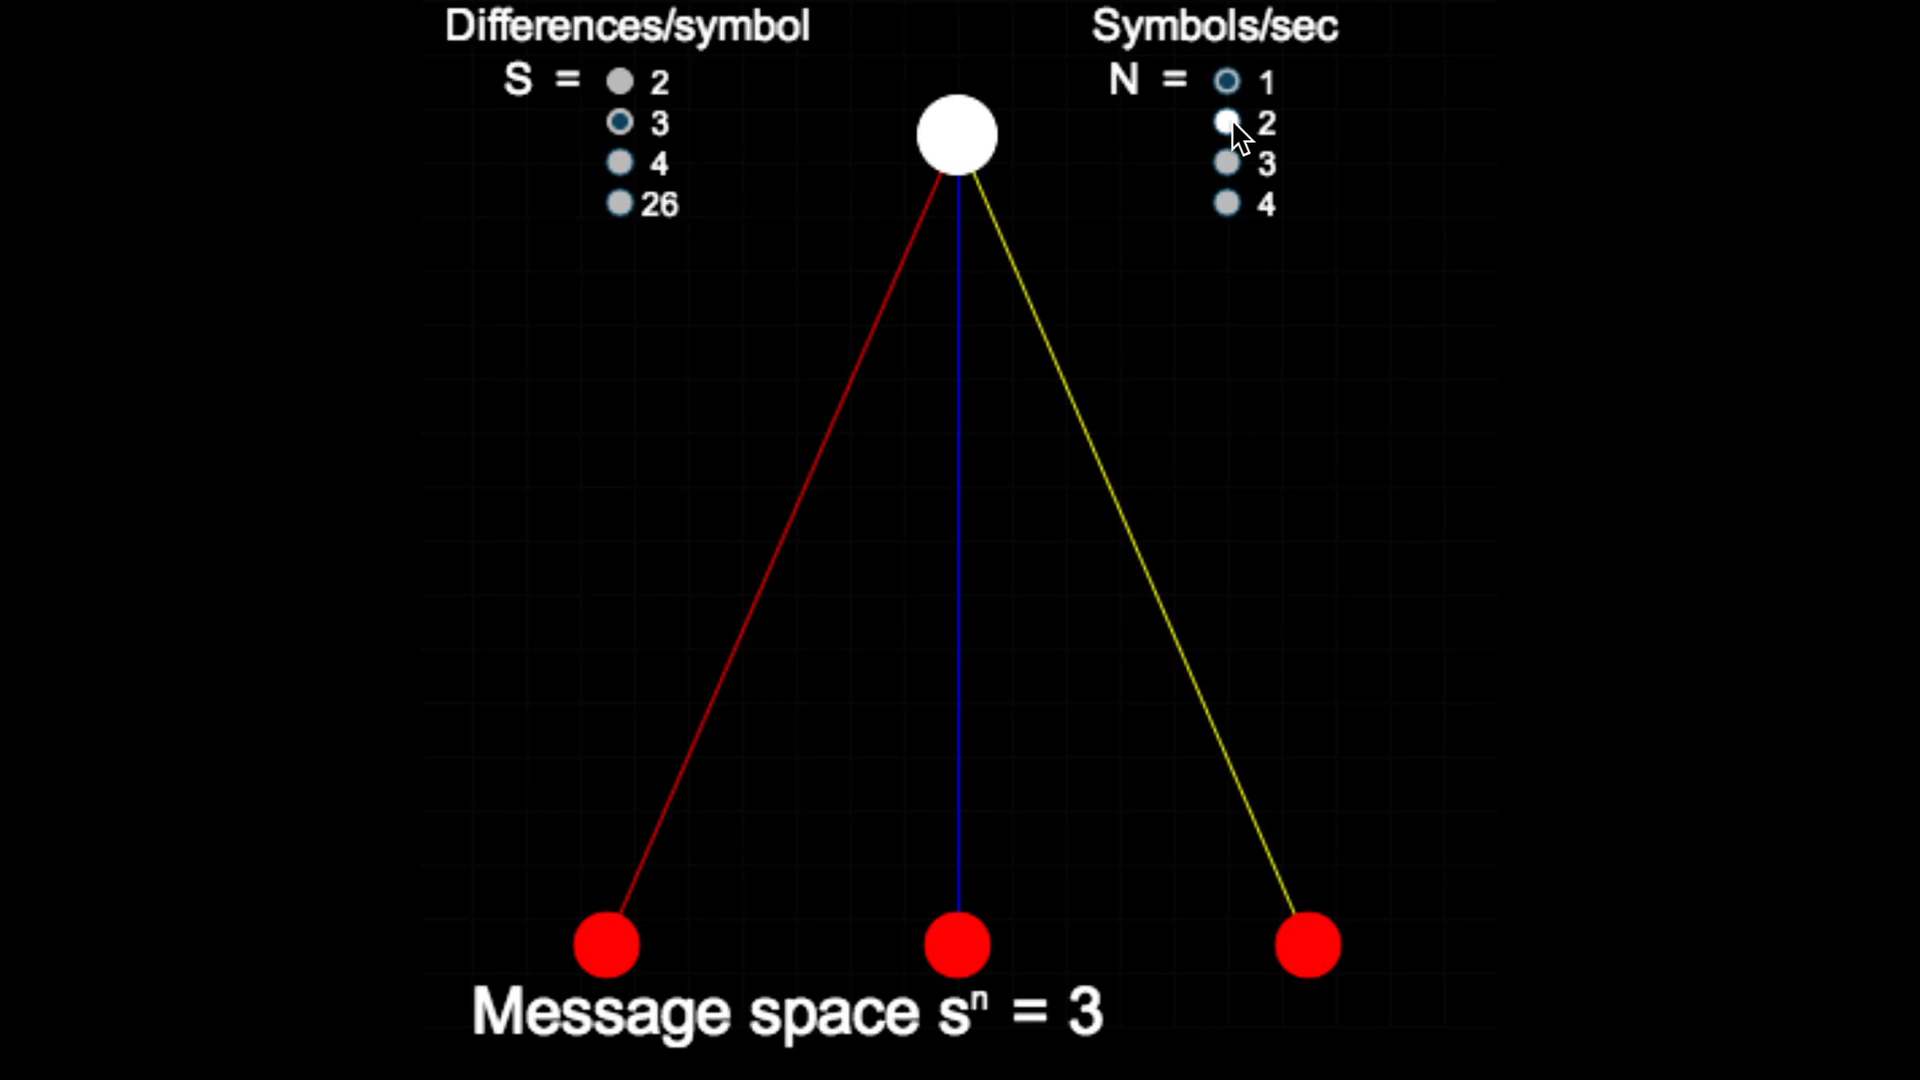 Differences/symbol
S = 2
3
4
26
Symbols/sec
N = 1
2
3
4
Message space sⁿ = 3